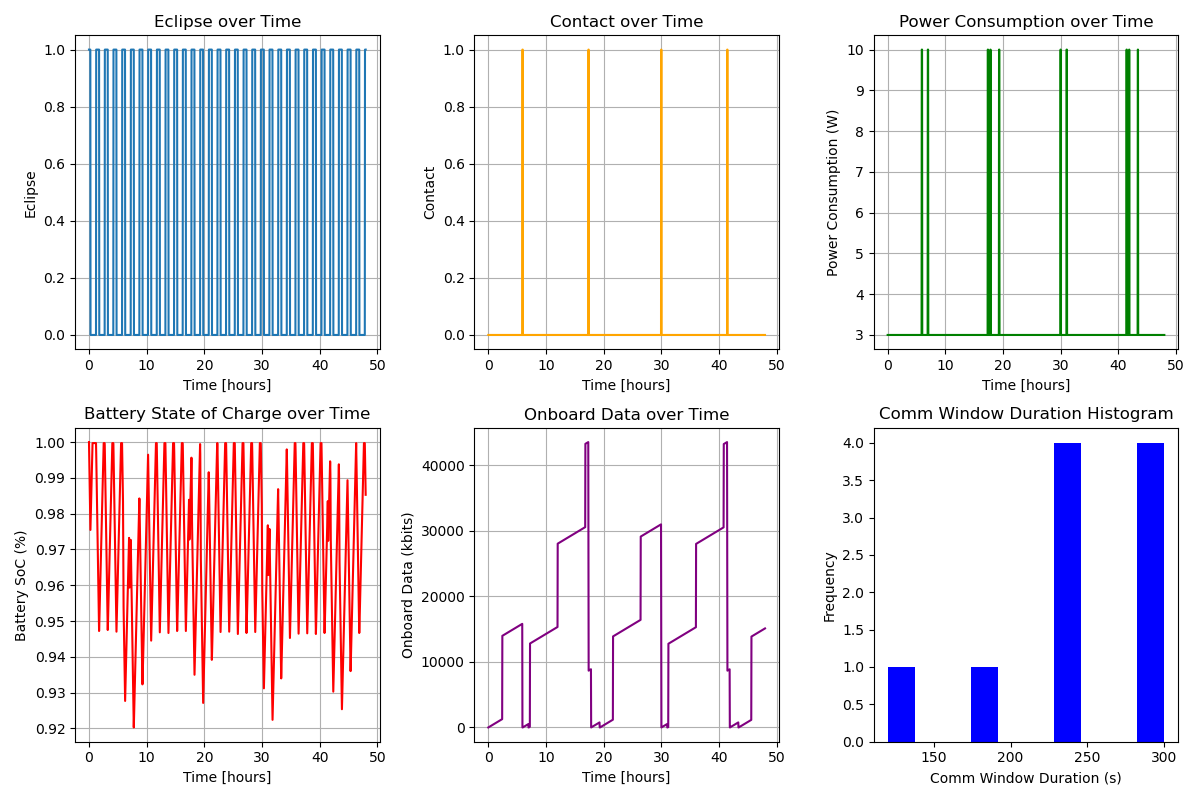 Eclipse over Time
1.0
0.8
0.6
0.4
0.2
0.0
Eclipse
0 10 20 30 40 50
Time [hours]
Contact over Time
1.0
0.8
0.6
0.4
0.2
0.0
Contact
0 10 20 30 40 50
Time [hours]
Power Consumption over Time
10
9
8
7
6
5
4
3
Power Consumption (W)
0 10 20 30 40 50
Time [hours]
Battery State of Charge over Time
1.00
0.99
0.98
0.97
0.96
0.95
0.94
0.93
0.92
Battery SoC (%)
0 10 20 30 40 50
Time [hours]
Onboard Data over Time
40000
30000
20000
10000
0
Onboard Data (kbits)
0 10 20 30 40 50
Time [hours]
Comm Window Duration Histogram
4.0
3.5
3.0
2.5
2.0
1.5
1.0
0.5
0.0
Frequency
150 200 250 300
Comm Window Duration (s)